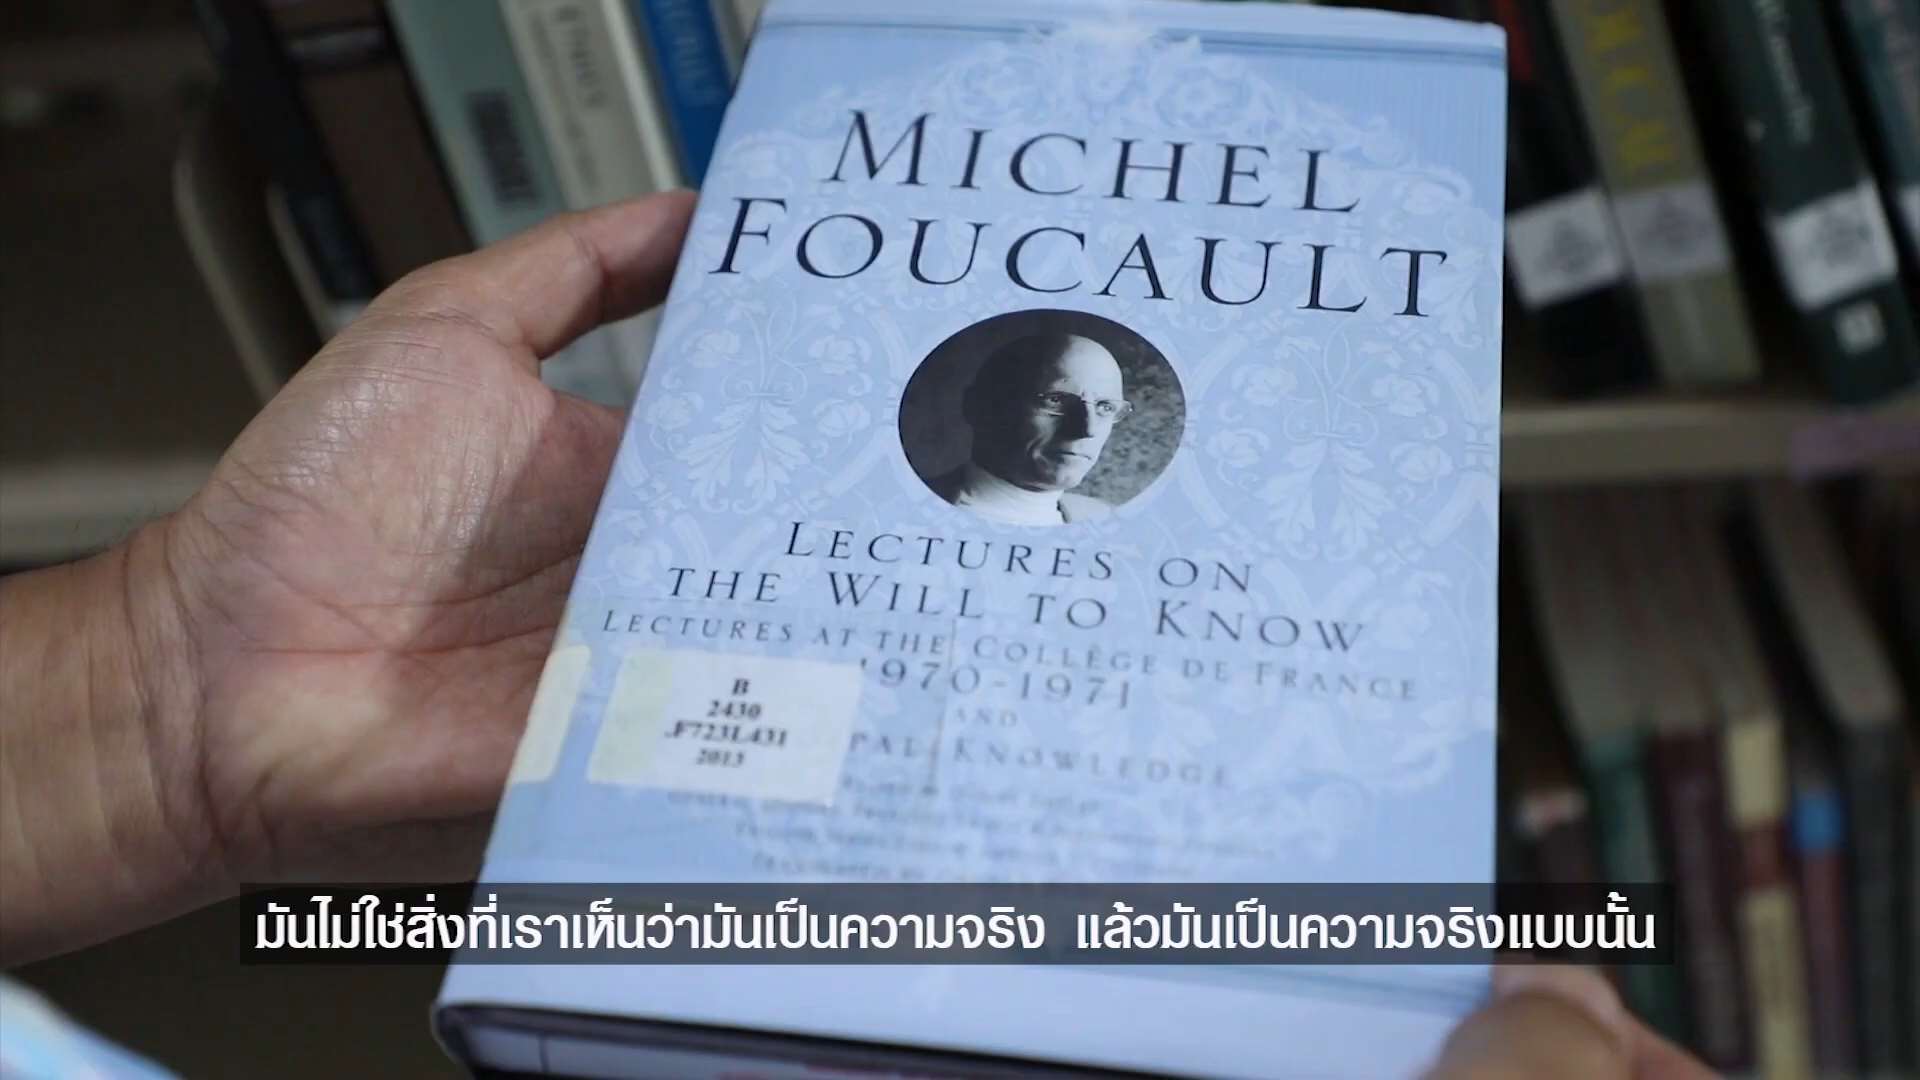 MICHEL
FOUCAULT
LECTURES ON
THE WILL TO KNOW
LECTURES AT THE COLLÈGE DE FRANCE
1970-1971
AND
KNOWLEDGE
B
2430
.F723L431
2013
มันไม่ใช่สิ่งที่เราเห็นว่ามันเป็นความจริง แล้วมันเป็นความจริงแบบนั้น